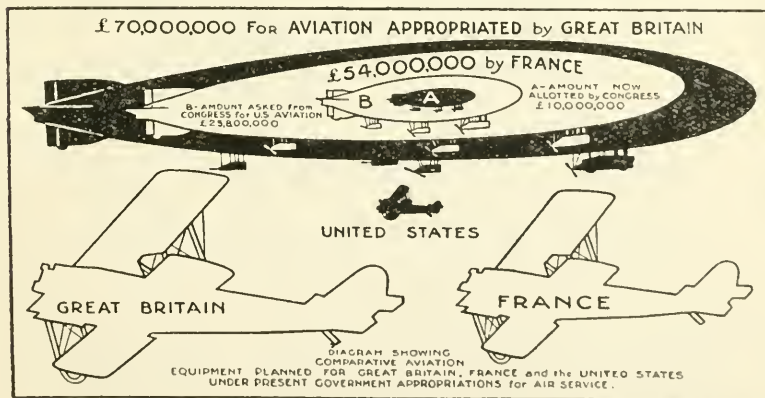 £70,000,000 FOR AVIATION APPROPRIATED by GREAT BRITAIN
£54,000,000 by FRANCE
B-AMOUNT ASKED from
CONGRESS for U.S. AVIATION
£23,800,000
B
A
A-AMOUNT NOW
ALLOTTED by CONGRESS
£10,000,000
UNITED STATES
GREAT BRITAIN
FRANCE
DIAGRAM SHOWING
COMPARATIVE AVIATION
EQUIPMENT PLANNED FOR GREAT BRITAIN, FRANCE and the UNITED STATES
UNDER PRESENT GOVERNMENT APPROPRIATIONS for AIR SERVICE.